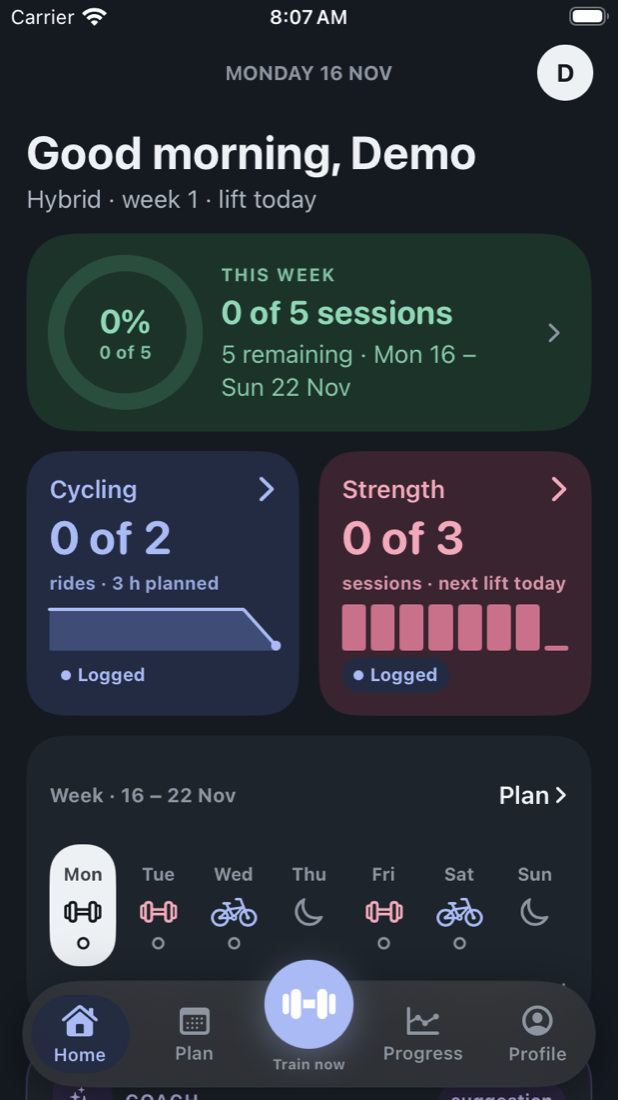 Carrier 8:07 AM
MONDAY 16 NOV
D
Good morning, Demo
Hybrid · week 1 · lift today
0%
0 of 5
THIS WEEK
0 of 5 sessions
5 remaining · Mon 16 –
Sun 22 Nov
Cycling
0 of 2
rides · 3 h planned
Logged
Strength
0 of 3
sessions · next lift today
Logged
Week · 16 – 22 Nov
Plan
Mon Tue Wed Thu Fri Sat Sun
Home
Plan
Train now
Progress
Profile
COACH
suggestion